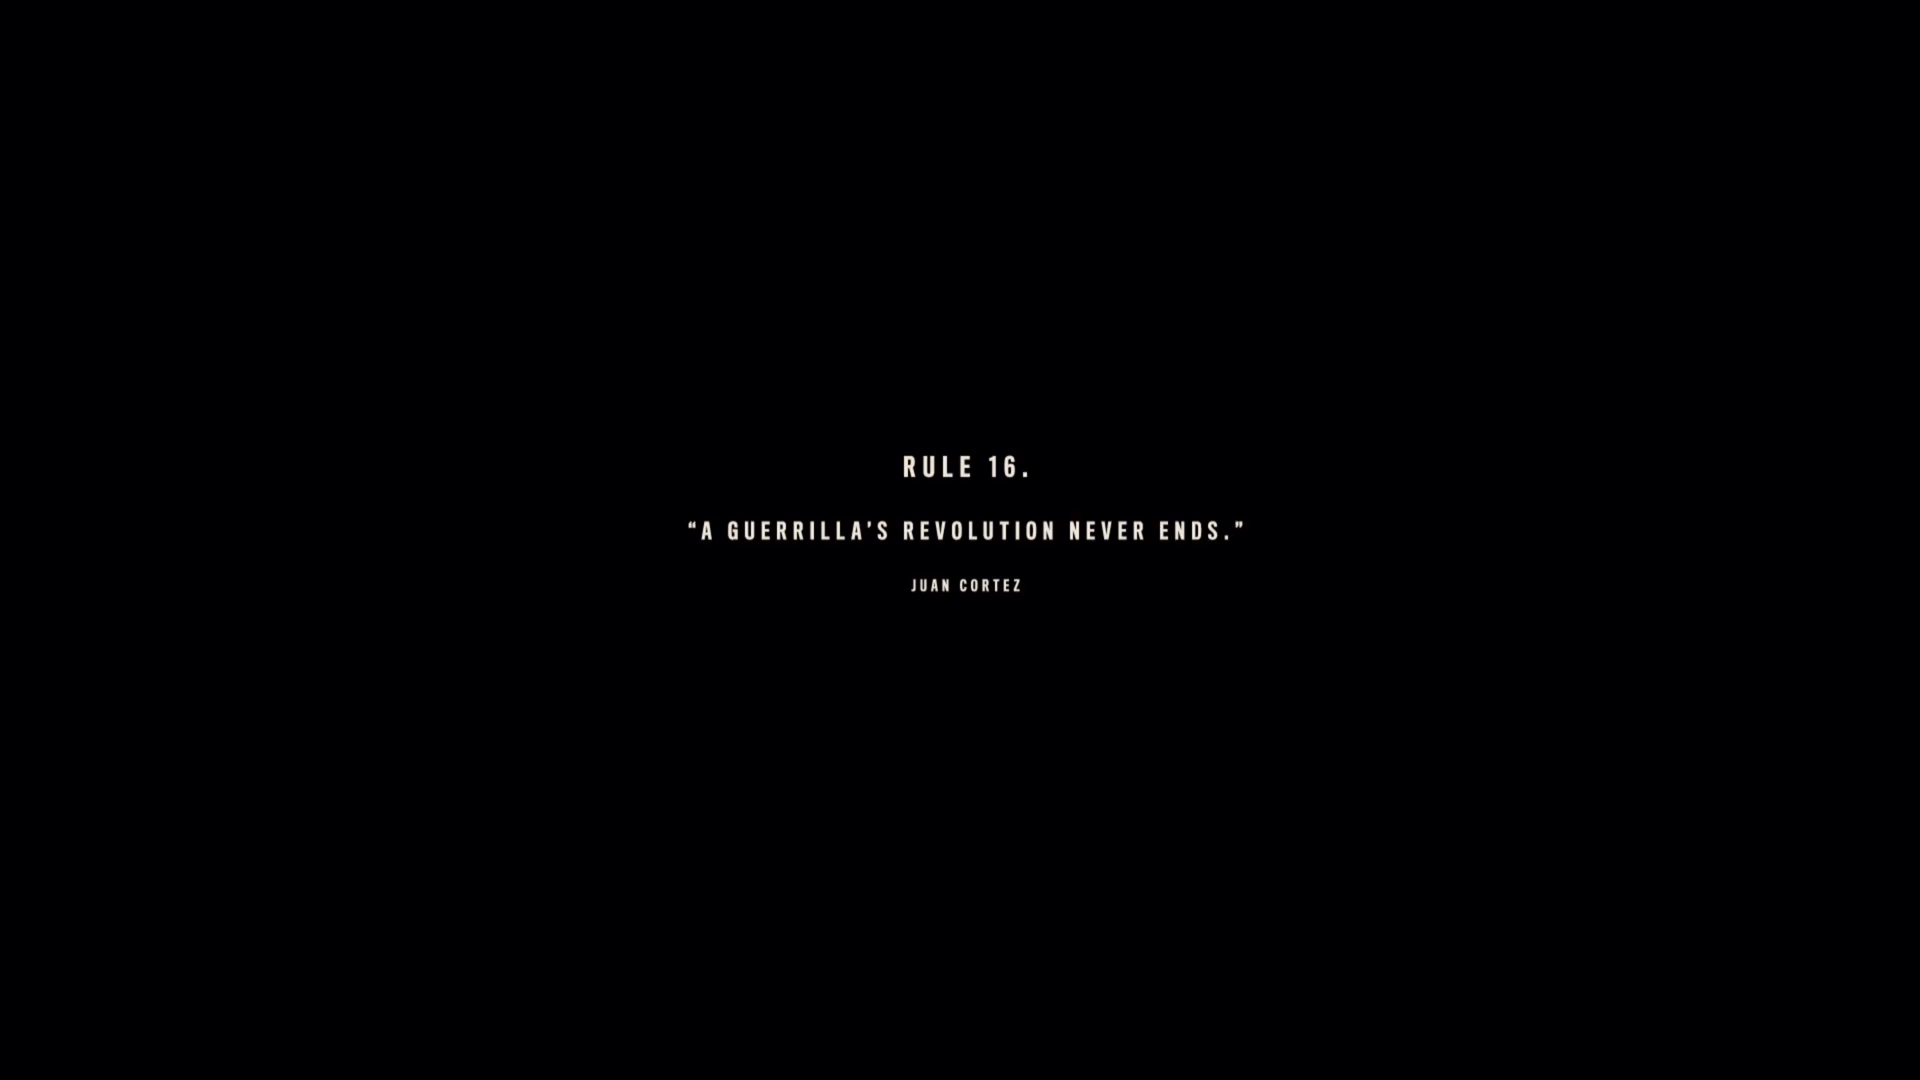 RULE 16.
“A GUERRILLA’S REVOLUTION NEVER ENDS.”
JUAN CORTEZ